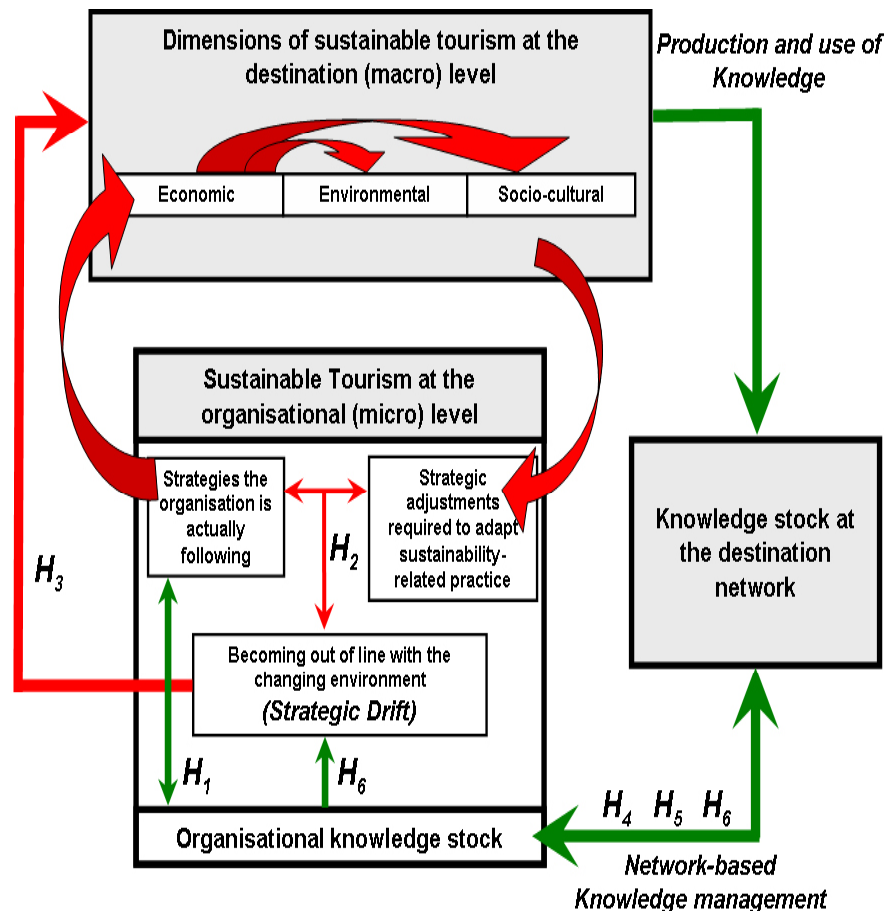 Dimensions of sustainable tourism at the
destination (macro) level
Production and use of
Knowledge
Economic
Environmental
Socio-cultural
Sustainable Tourism at the
organisational (micro) level
Strategies the
organisation is
actually
following
Strategic
adjustments
required to adapt
sustainability-
related practice
H2
H3
Knowledge stock at
the destination
network
Becoming out of line with the
changing environment
(Strategic Drift)
H1
H6
H4 H5 H6
Organisational knowledge stock
Network-based
Knowledge management